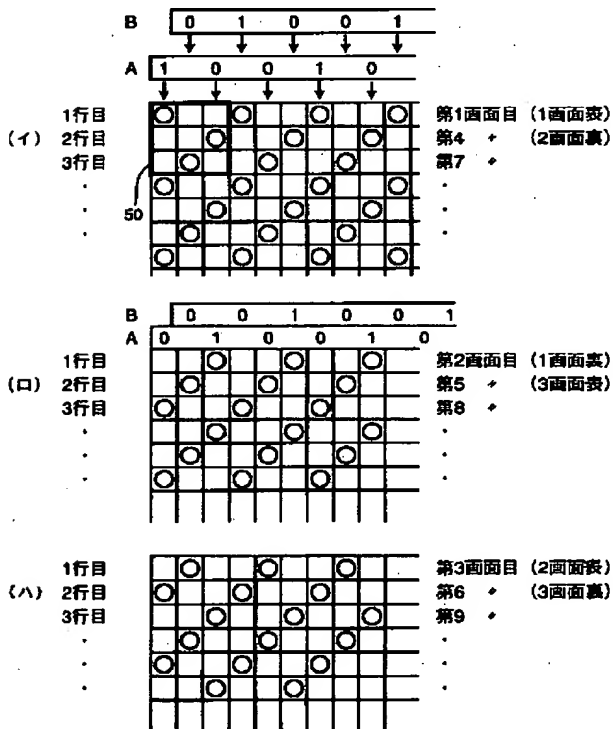 B 0 1 0 0 1
A 1 0 0 1 0
1行目 第1画面目 (1画面表)
(イ) 2行目 第4 〃 (2画面裏)
3行目 第7 〃
50
B 0 0 1 0 0 1
A 0 1 0 0 1 0
1行目 第2画面目 (1画面裏)
(ロ) 2行目 第5 〃 (3画面表)
3行目 第8 〃
1行目 第3画面目 (2画面表)
(ハ) 2行目 第6 〃 (3画面裏)
3行目 第9 〃